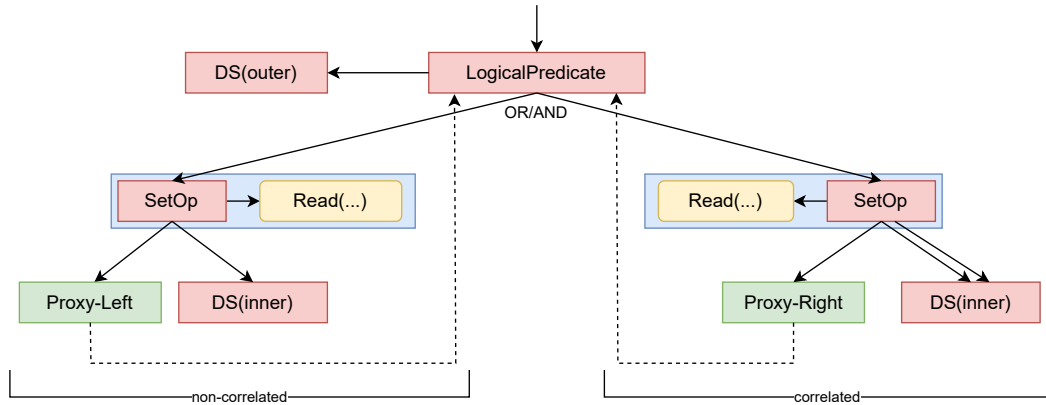 DS(outer)
LogicalPredicate
OR/AND
SetOp
Read(...)
Read(...)
SetOp
Proxy-Left
DS(inner)
Proxy-Right
DS(inner)
non-correlated
correlated